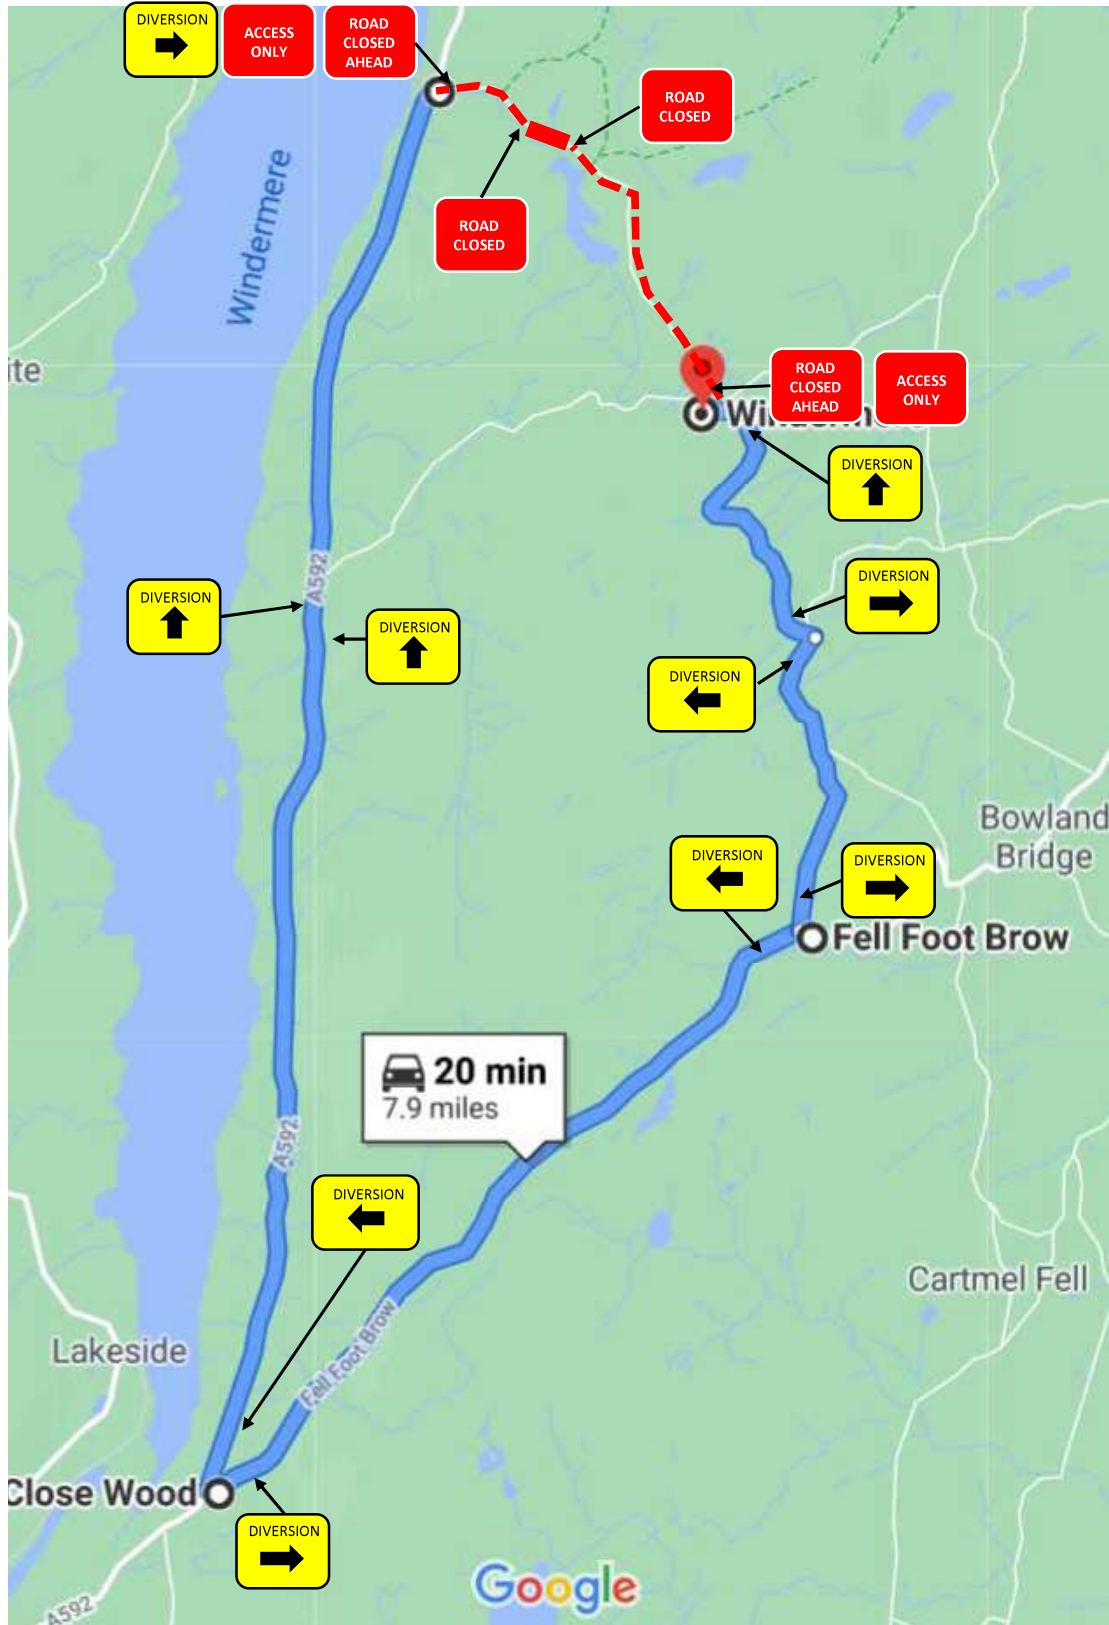 DIVERSION
ACCESS
ONLY
ROAD
CLOSED
AHEAD
ROAD
CLOSED
Windermere
ROAD
CLOSED
ite
ROAD
CLOSED
AHEAD
ACCESS
ONLY
DIVERSION
A592
DIVERSION
DIVERSION
DIVERSION
DIVERSION
Bowland
Bridge
DIVERSION
DIVERSION
Fell Foot Brow
20 min
7.9 miles
A592
DIVERSION
Cartmel Fell
Fell Foot Brow
Lakeside
Close Wood
DIVERSION
Google
A592